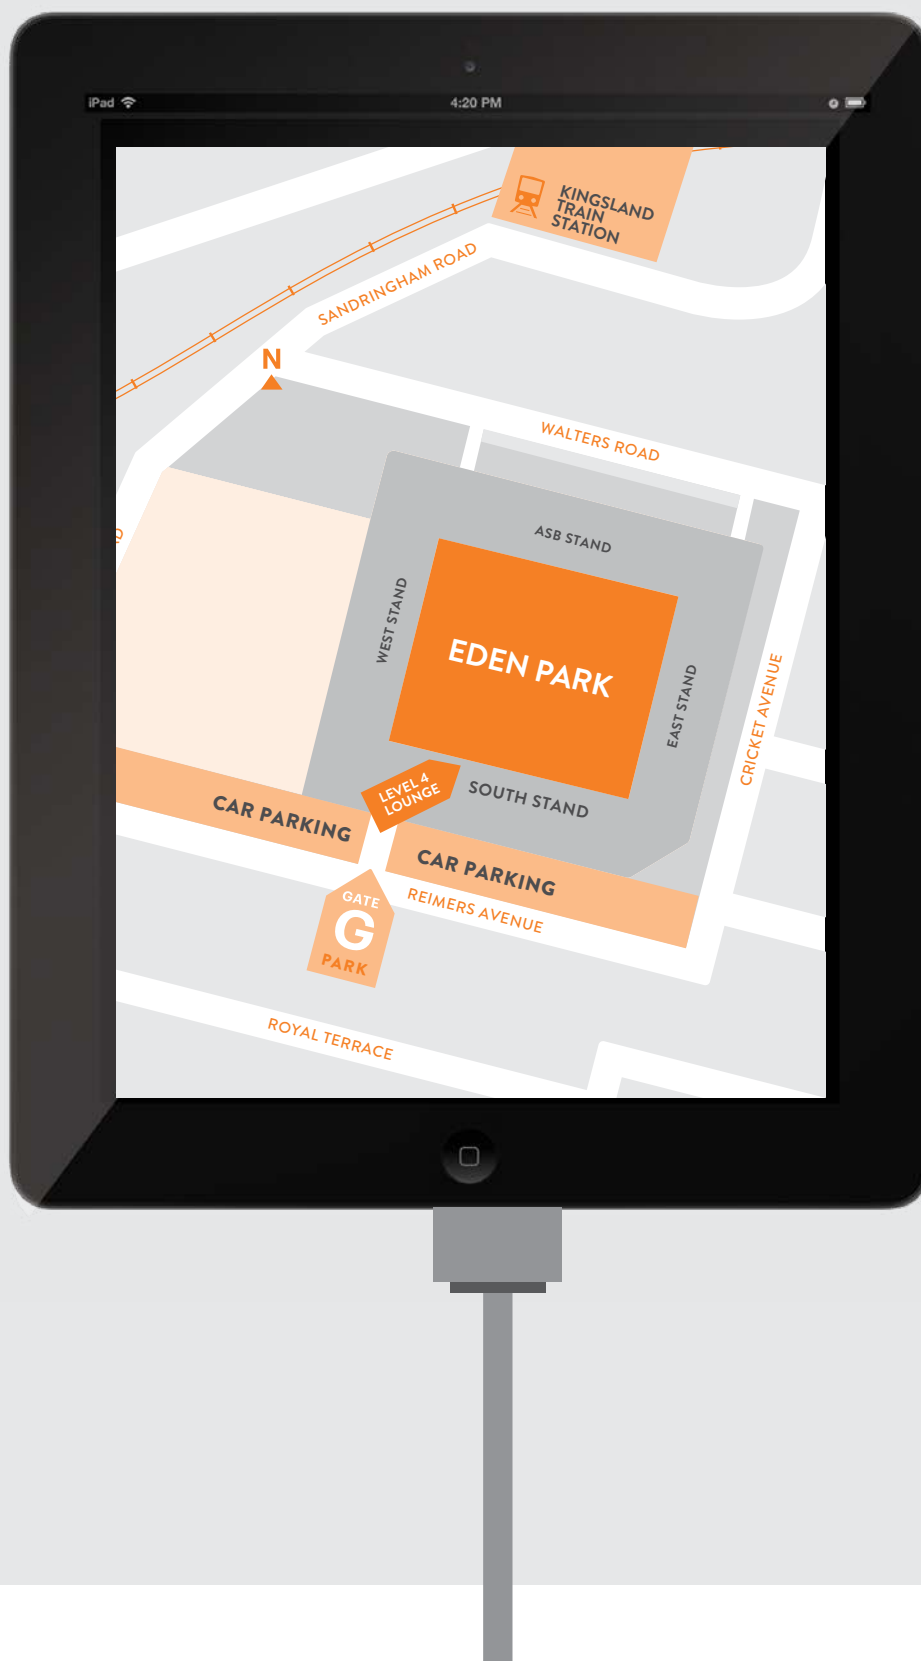 iPad
4:20 PM
KINGSLAND
TRAIN
STATION
SANDRINGHAM ROAD
N
WALTERS ROAD
ASB STAND
WEST STAND
EDEN PARK
EAST STAND
CRICKET AVENUE
LEVEL 4
LOUNGE
SOUTH STAND
CAR PARKING
CAR PARKING
GATE
G
PARK
REIMERS AVENUE
ROYAL TERRACE